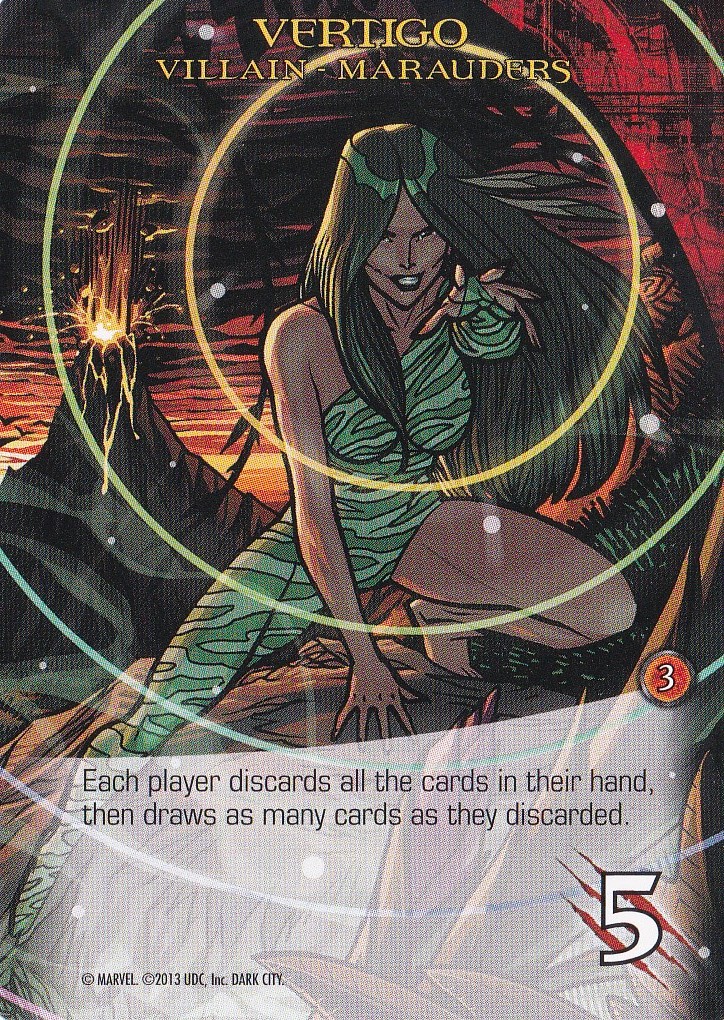 VERTIGO
VILLAIN - MARAUDERS
3
Each player discards all the cards in their hand,
then draws as many cards as they discarded.
5
© MARVEL. ©2013 UDC, Inc. DARK CITY.